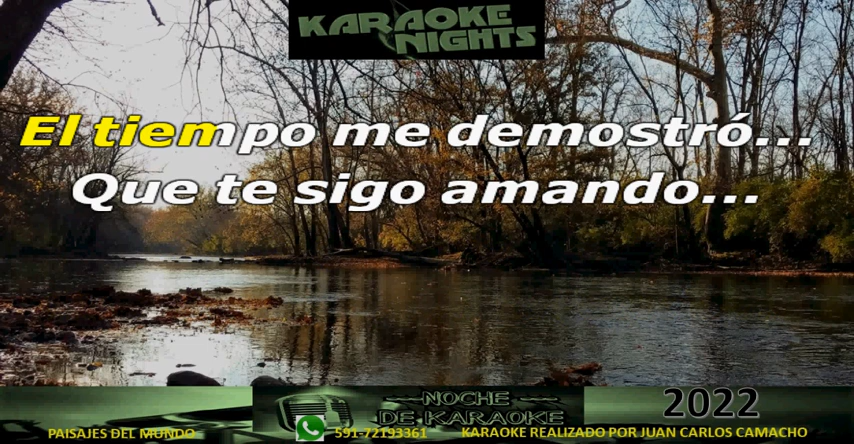 KARAOKE
NIGHTS
El tiempo me demostró...
Que te sigo amando...
NOCHE
DE KARAOKE
2022
PAISAJES DEL MUNDO
591-72193361
KARAOKE REALIZADO POR JUAN CARLOS CAMACHO